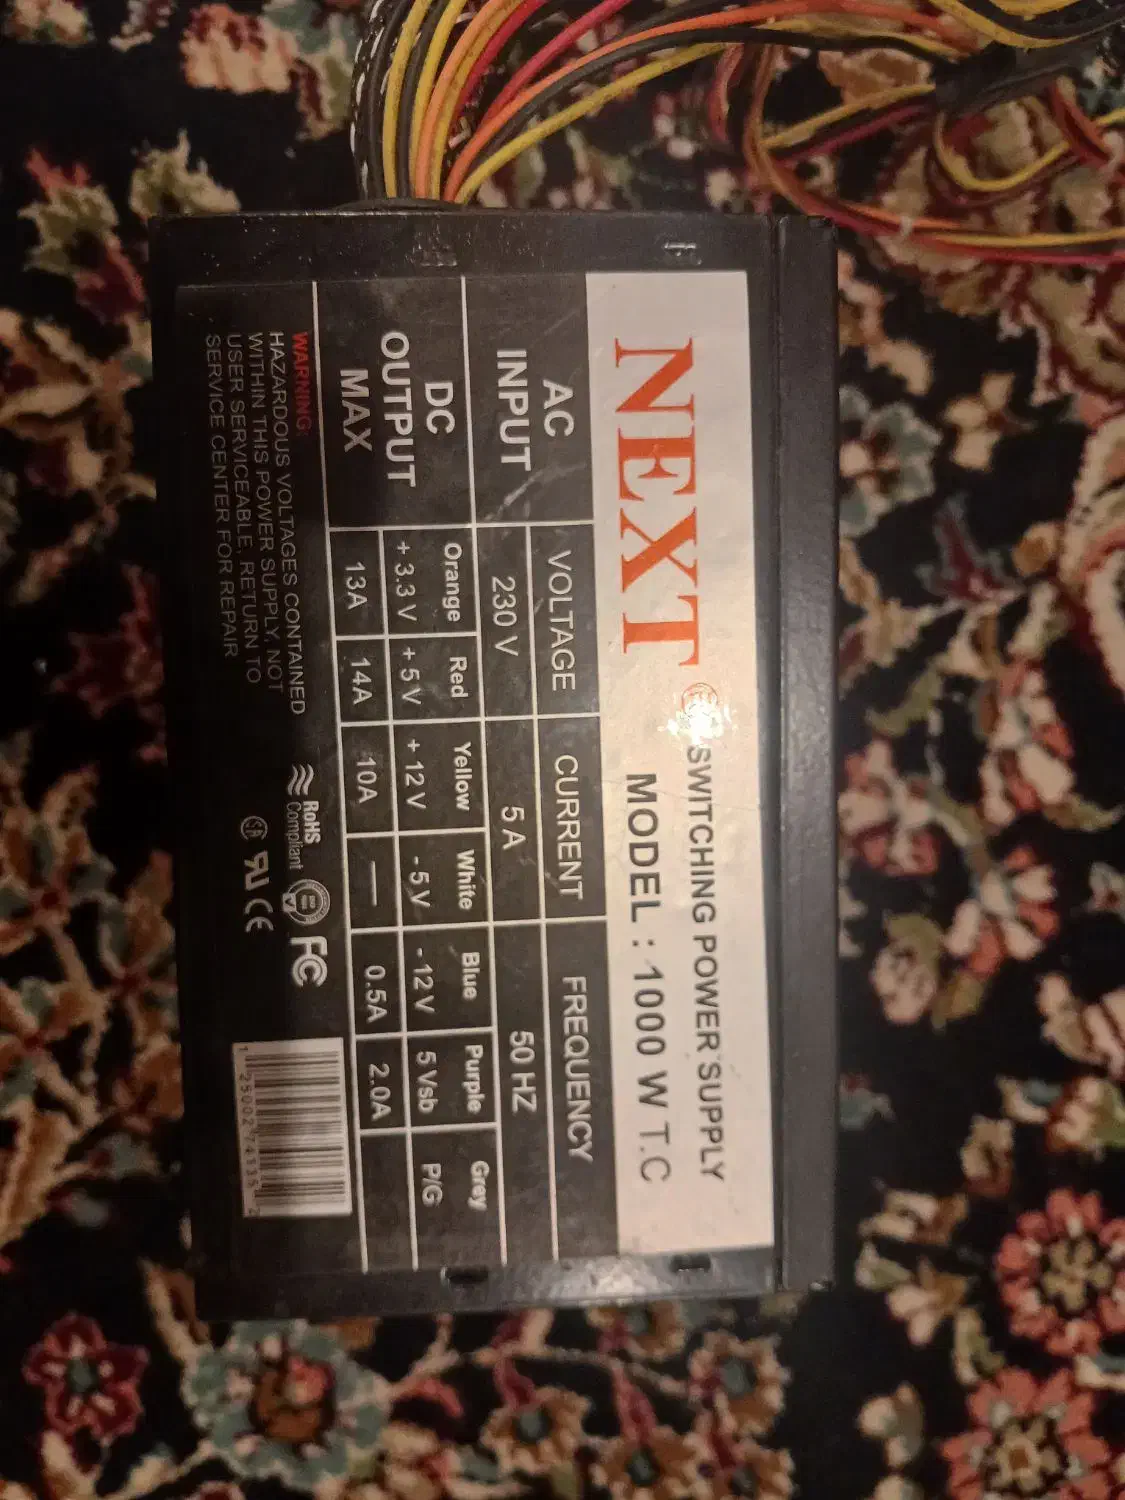 NEXT
SWITCHING POWER SUPPLY
MODEL : 1000 W T.C
AC INPUT
VOLTAGE CURRENT FREQUENCY
230 V 5 A 50 HZ
DC OUTPUT MAX
Orange Red Yellow White Blue Purple Grey
+3.3 V +5 V +12 V -5 V -12 V 5 Vsb P/G
13A 14A 10A — 0.5A 2.0A
WARNING:
HAZARDOUS VOLTAGES CONTAINED
WITHIN THIS POWER SUPPLY, NOT
USER SERVICEABLE, RETURN TO
SERVICE CENTER FOR REPAIR
RoHS
Compliant
FC
CE